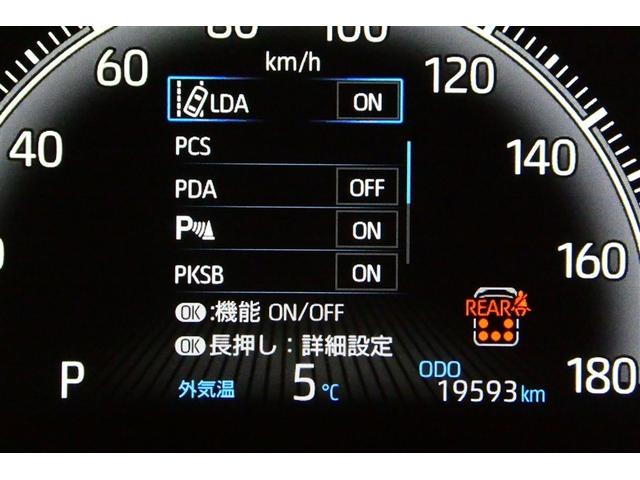 80
100
60
km/h
120
LDA ON
40
PCS
140
PDA OFF
P ON
PKSB ON
160
OK:機能 ON/OFF
REAR
OK長押し：詳細設定
P
外気温 5℃
ODO
19593km
180